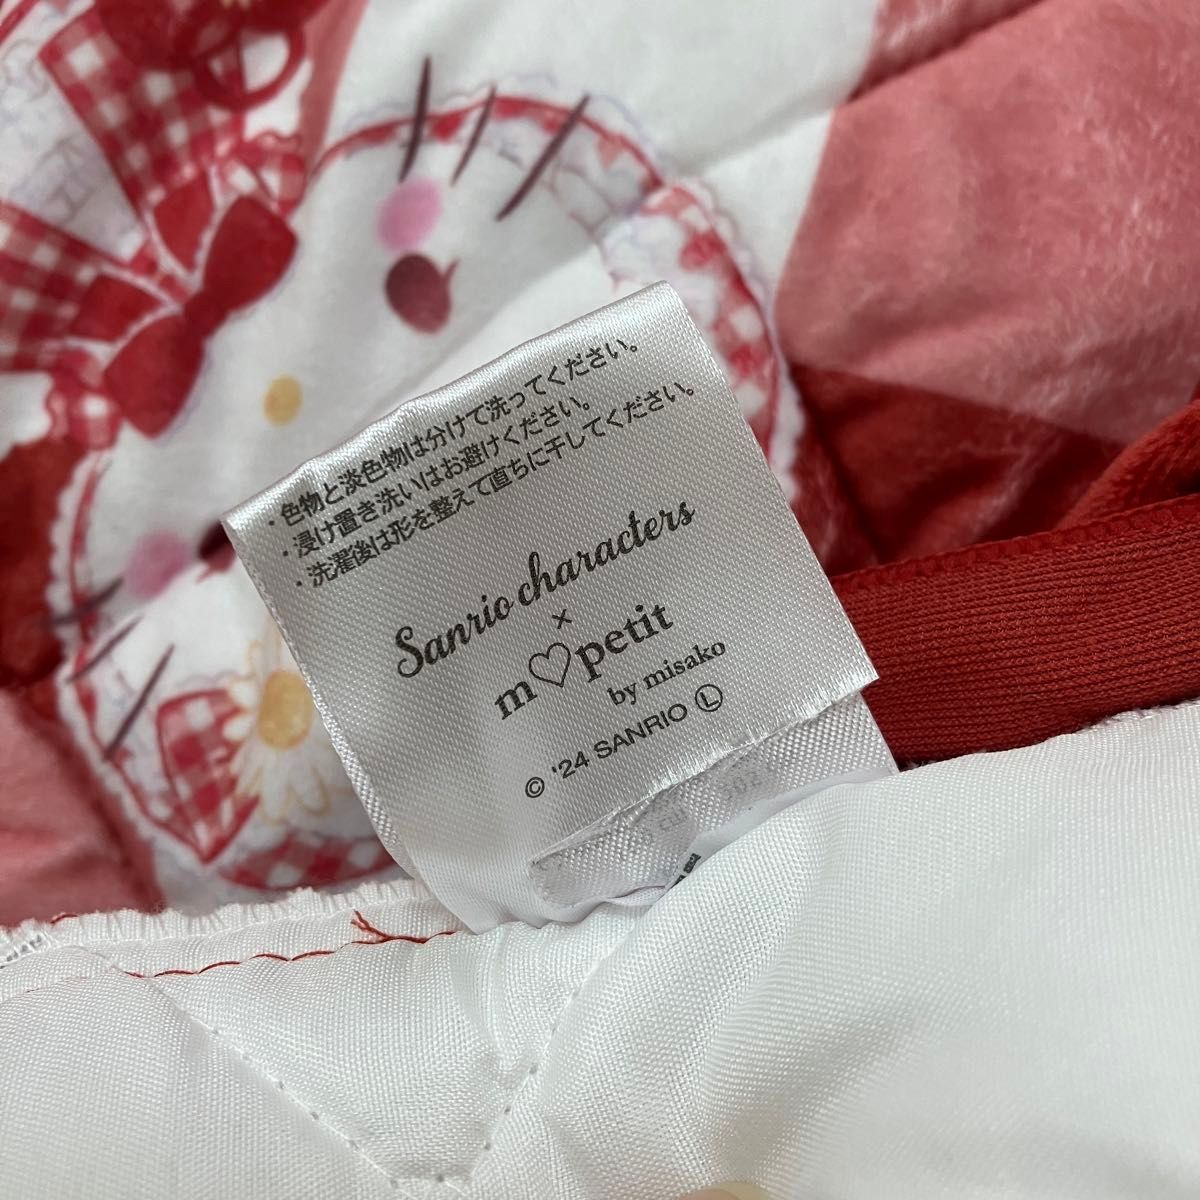 ・色物と淡色物は分けて洗ってください。
・浸け置き洗いはお避けください。
・洗濯後は形を整えて直ちに干してください。
Sanrio characters
×
m♡petit
by misako
© '24 SANRIO Ⓛ